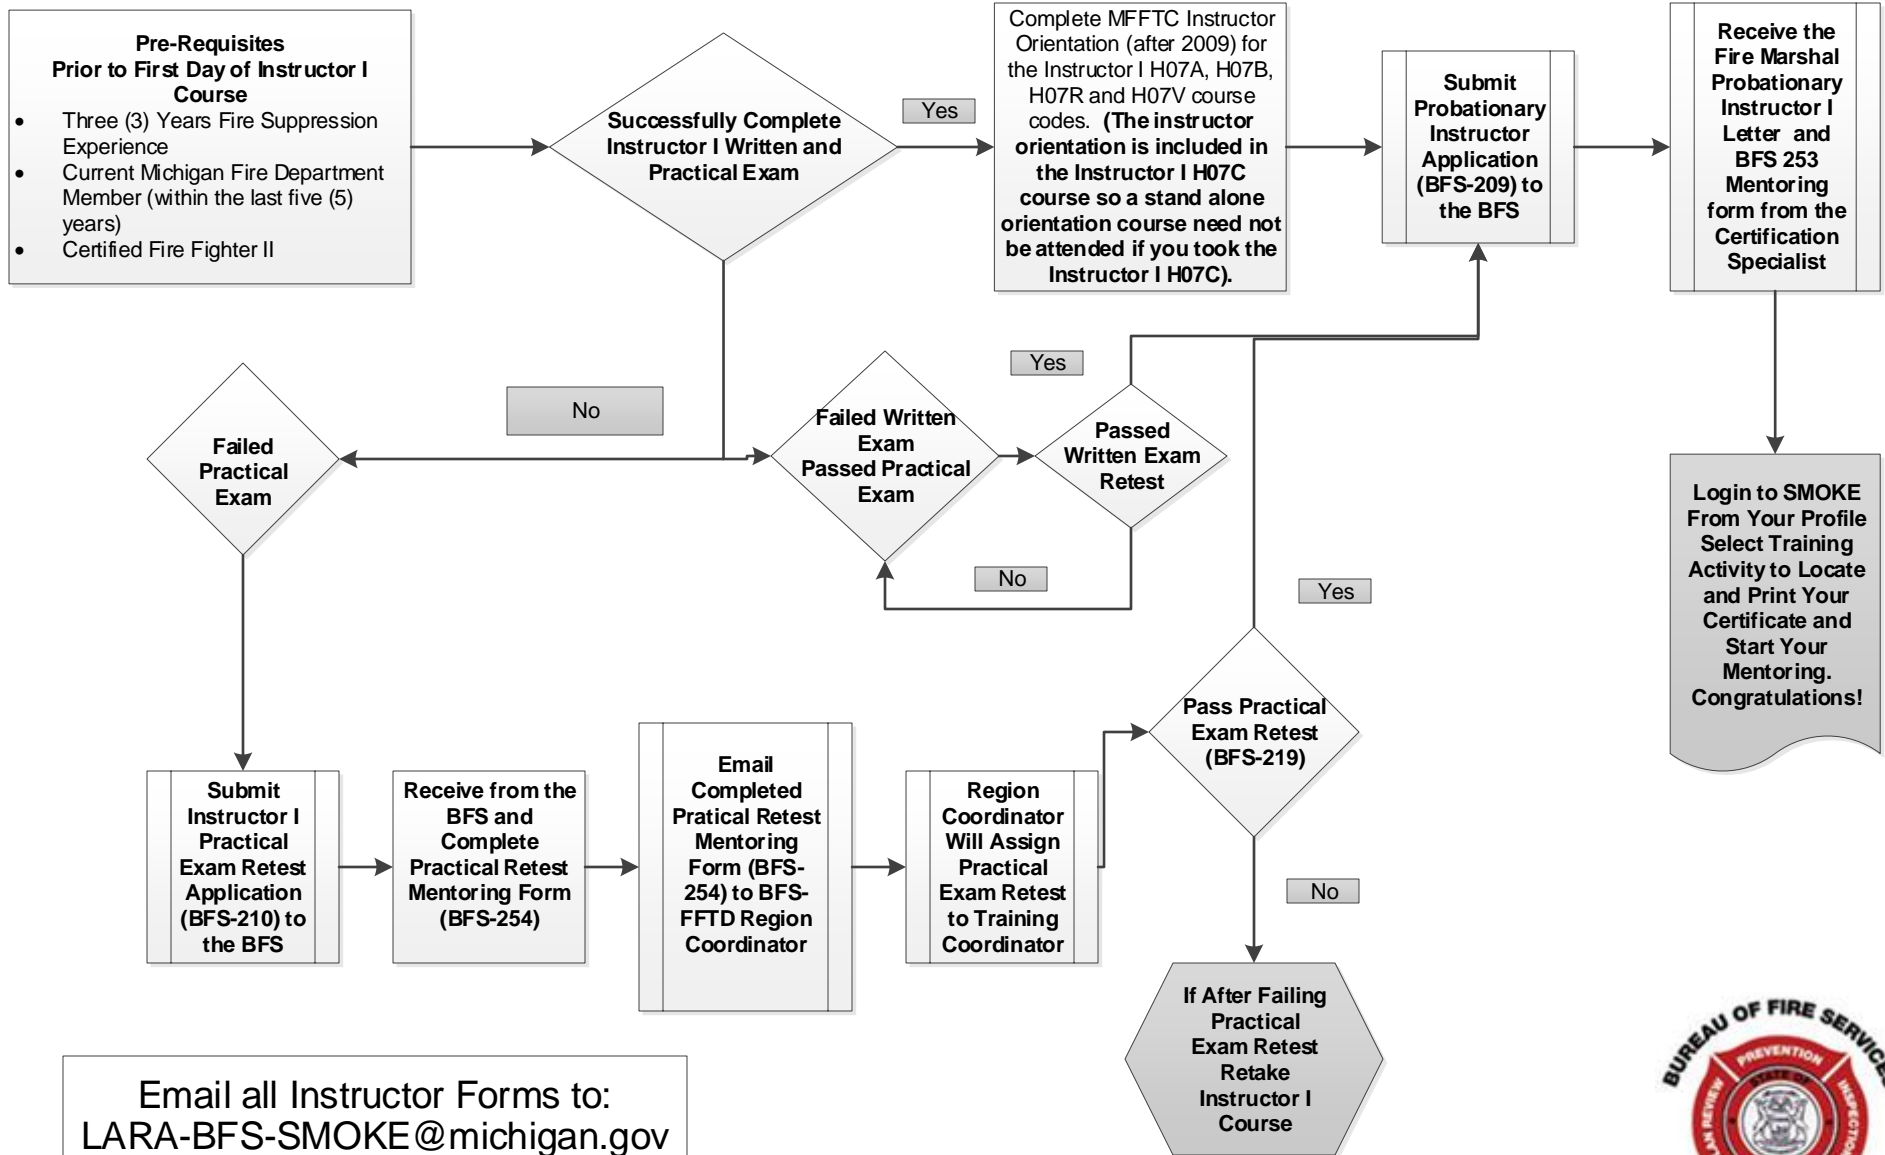 Pre-Requisites
Prior to First Day of Instructor I
Course
• Three (3) Years Fire Suppression
Experience
• Current Michigan Fire Department
Member (within the last five (5)
years)
• Certified Fire Fighter II
Successfully Complete
Instructor I Written and
Practical Exam
Yes
Complete MFFTC Instructor
Orientation (after 2009) for
the Instructor I H07A, H07B,
H07R and H07V course
codes. (The instructor
orientation is included in
the Instructor I H07C
course so a stand alone
orientation course need not
be attended if you took the
Instructor I H07C).
Submit
Probationary
Instructor
Application
(BFS-209) to
the BFS
Receive the
Fire Marshal
Probationary
Instructor I
Letter and
BFS 253
Mentoring
form from the
Certification
Specialist
No
Failed
Practical
Exam
Failed Written
Exam
Passed Practical
Exam
Yes
Passed
Written Exam
Retest
No
Yes
Login to SMOKE
From Your Profile
Select Training
Activity to Locate
and Print Your
Certificate and
Start Your
Mentoring.
Congratulations!
Submit
Instructor I
Practical
Exam Retest
Application
(BFS-210) to
the BFS
Receive from the
BFS and
Complete
Practical Retest
Mentoring Form
(BFS-254)
Email
Completed
Pratical Retest
Mentoring
Form (BFS-
254) to BFS-
FFTD Region
Coordinator
Region
Coordinator
Will Assign
Practical
Exam Retest
to Training
Coordinator
Pass Practical
Exam Retest
(BFS-219)
No
If After Failing
Practical
Exam Retest
Retake
Instructor I
Course
Email all Instructor Forms to:
LARA-BFS-SMOKE@michigan.gov
BUREAU OF FIRE SERVICES
PREVENTION
STATE OF
REVIEW